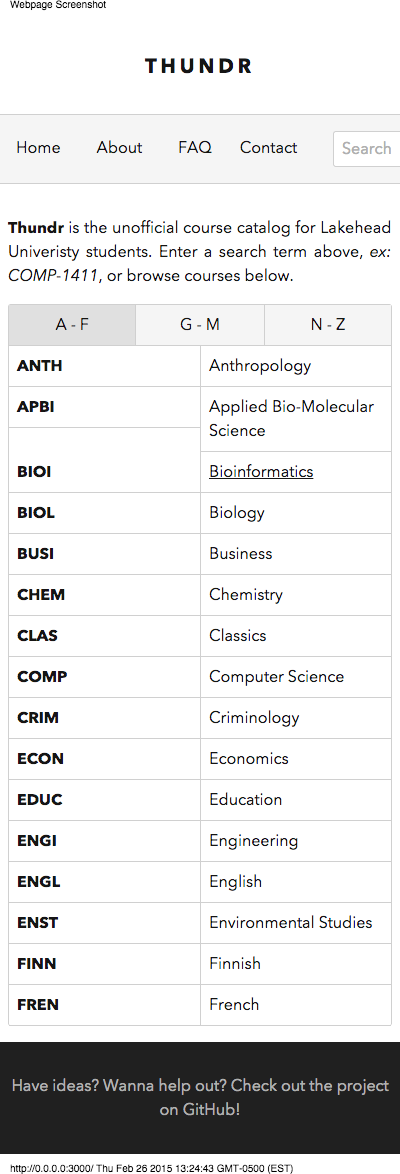 Webpage Screenshot
THUNDR
Home About FAQ Contact Search
Thundr is the unofficial course catalog for Lakehead
Univeristy students. Enter a search term above, ex:
COMP-1411, or browse courses below.
A - F G - M N - Z
ANTH Anthropology
APBI Applied Bio-Molecular
Science
BIOI Bioinformatics
BIOL Biology
BUSI Business
CHEM Chemistry
CLAS Classics
COMP Computer Science
CRIM Criminology
ECON Economics
EDUC Education
ENGI Engineering
ENGL English
ENST Environmental Studies
FINN Finnish
FREN French
Have ideas? Wanna help out? Check out the project
on GitHub!
http://0.0.0.0:3000/ Thu Feb 26 2015 13:24:43 GMT-0500 (EST)